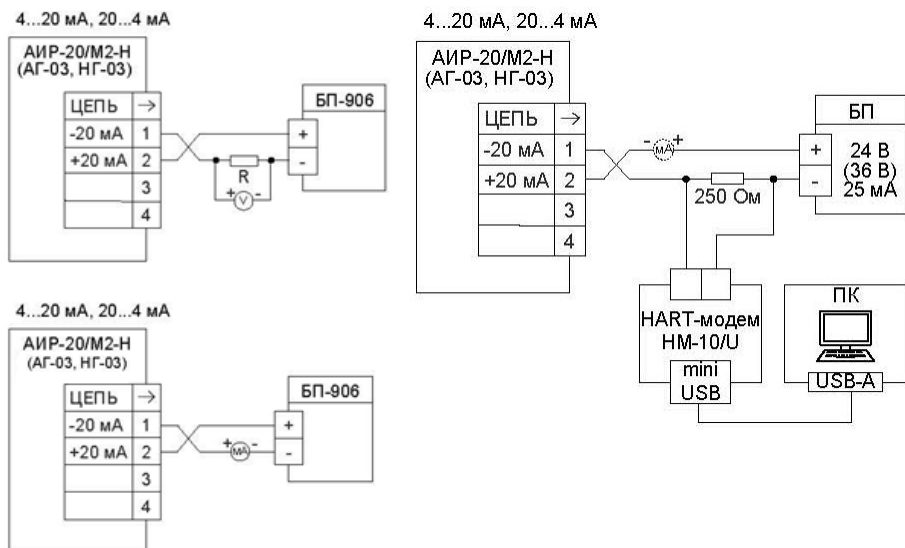 4...20 мА, 20...4 мА
АИР-20/М2-Н
(АГ-03, НГ-03)
ЦЕПЬ →
-20 мА 1
+20 мА 2
3
4
БП-906
+
-
R
+ V -
4...20 мА, 20...4 мА
АИР-20/М2-Н
(АГ-03, НГ-03)
ЦЕПЬ →
-20 мА 1
+20 мА 2
3
4
- мА +
250 Ом
БП
+
-
24 В
(36 В)
25 мА
HART-модем
HM-10/U
mini
USB
ПК
USB-A
4...20 мА, 20...4 мА
АИР-20/М2-Н
(АГ-03, НГ-03)
ЦЕПЬ →
-20 мА 1
+20 мА 2
3
4
+ мА -
БП-906
+
-